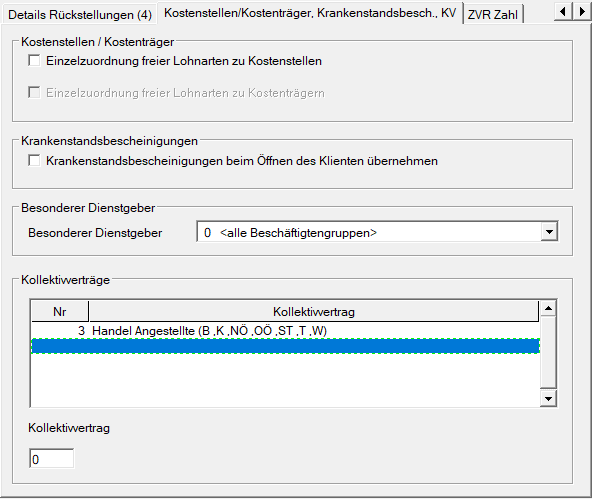 Details Rückstellungen (4) Kostenstellen/Kostenträger, Krankenstandsbesch., KV ZVR Zahl
Kostenstellen / Kostenträger
Einzelzuordnung freier Lohnarten zu Kostenstellen
Einzelzuordnung freier Lohnarten zu Kostenträgern
Krankenstandsbescheinigungen
Krankenstandsbescheinigungen beim Öffnen des Klienten übernehmen
Besonderer Dienstgeber
Besonderer Dienstgeber 0 <alle Beschäftigtengruppen>
Kollektivverträge
Nr Kollektivvertrag
3 Handel Angestellte (B ,K ,NÖ ,OÖ ,ST ,T ,W)
Kollektivvertrag
0